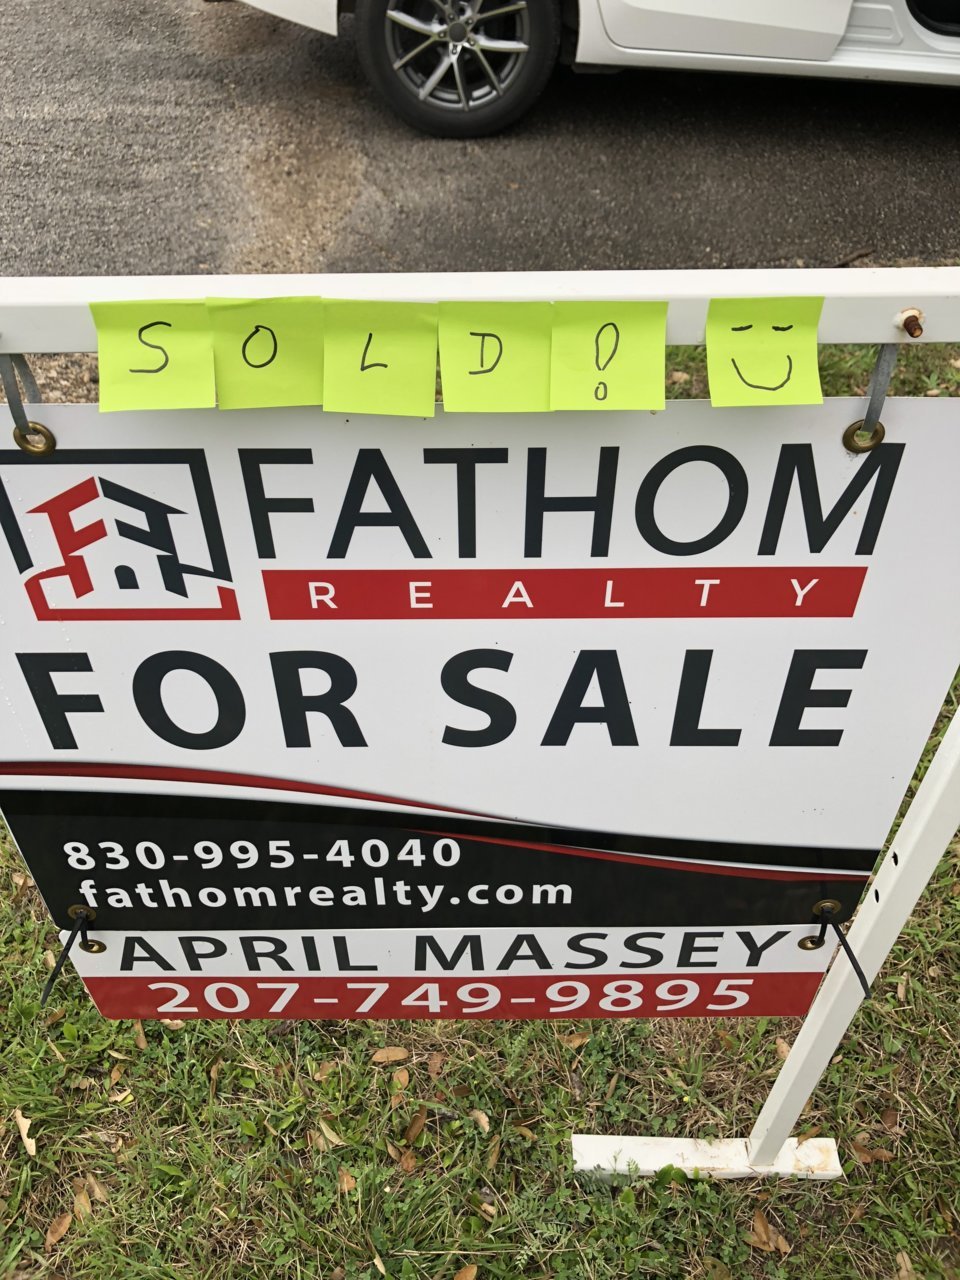 SOLD!
FATHOM
REALTY
FOR SALE
830-995-4040
fathomrealty.com
APRIL MASSEY
207-749-9895